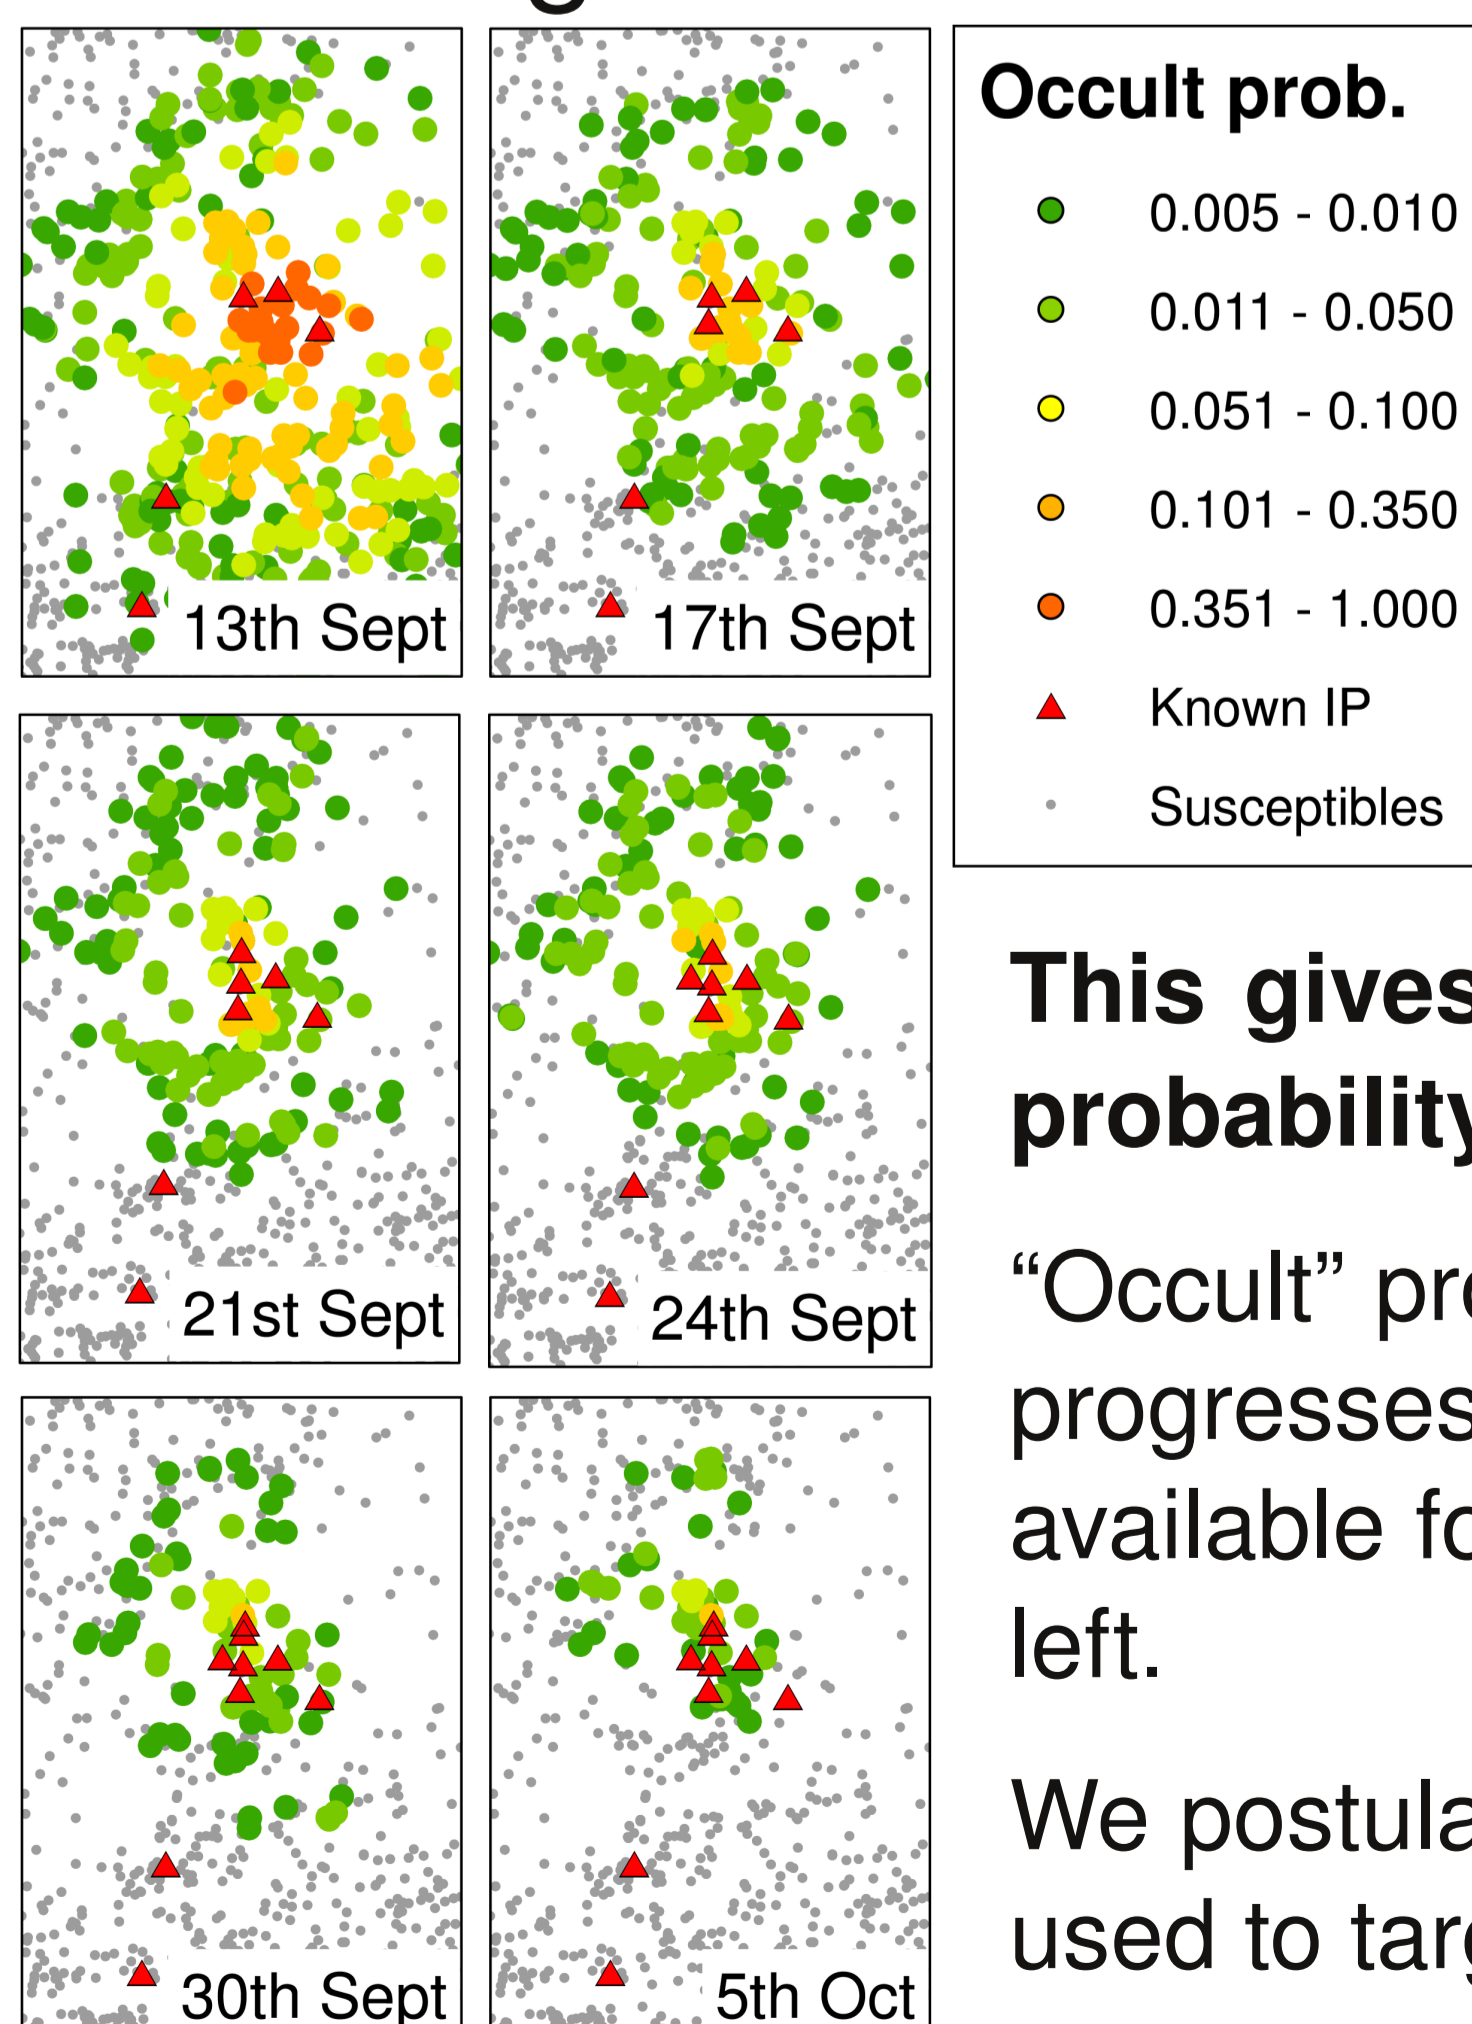 13th Sept
17th Sept
Occult prob.
0.005 - 0.010
0.011 - 0.050
0.051 - 0.100
0.101 - 0.350
0.351 - 1.000
Known IP
Susceptibles
21st Sept
24th Sept
30th Sept
5th Oct
This gives
probability
“Occult” pro
progresses
available fo
left.
We postula
used to targ